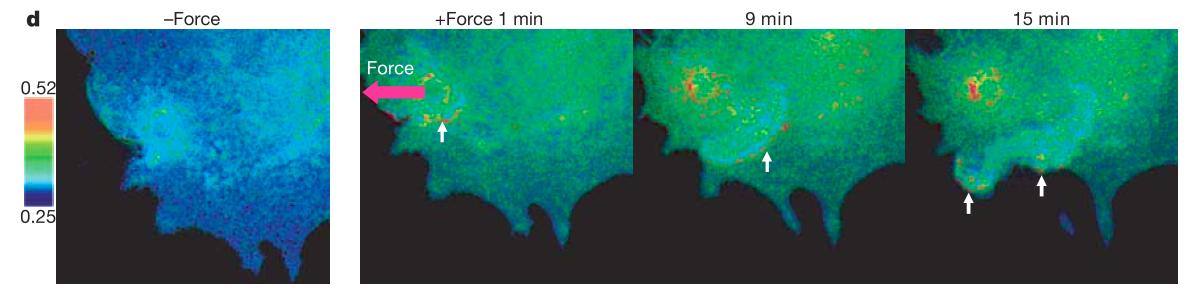 d
–Force
+Force 1 min
9 min
15 min
0.52
0.25
Force